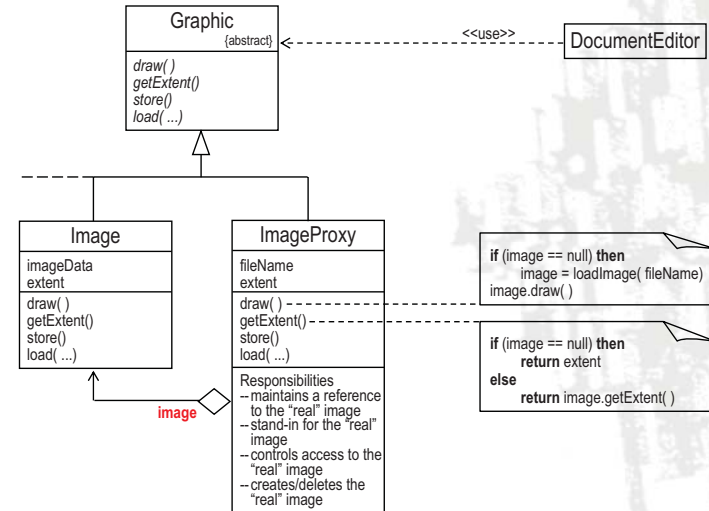 Graphic
{abstract}
draw( )
getExtent()
store()
load( ...)
<<use>>
DocumentEditor
Image
imageData
extent
draw( )
getExtent()
store()
load( ...)
image
ImageProxy
fileName
extent
draw( )
getExtent()
store()
load( ...)
Responsibilities
-- maintains a reference
to the “real” image
-- stand-in for the “real”
image
-- controls access to the
“real” image
-- creates/deletes the
“real” image
if (image == null) then
image = loadImage( fileName)
image.draw( )
if (image == null) then
return extent
else
return image.getExtent( )